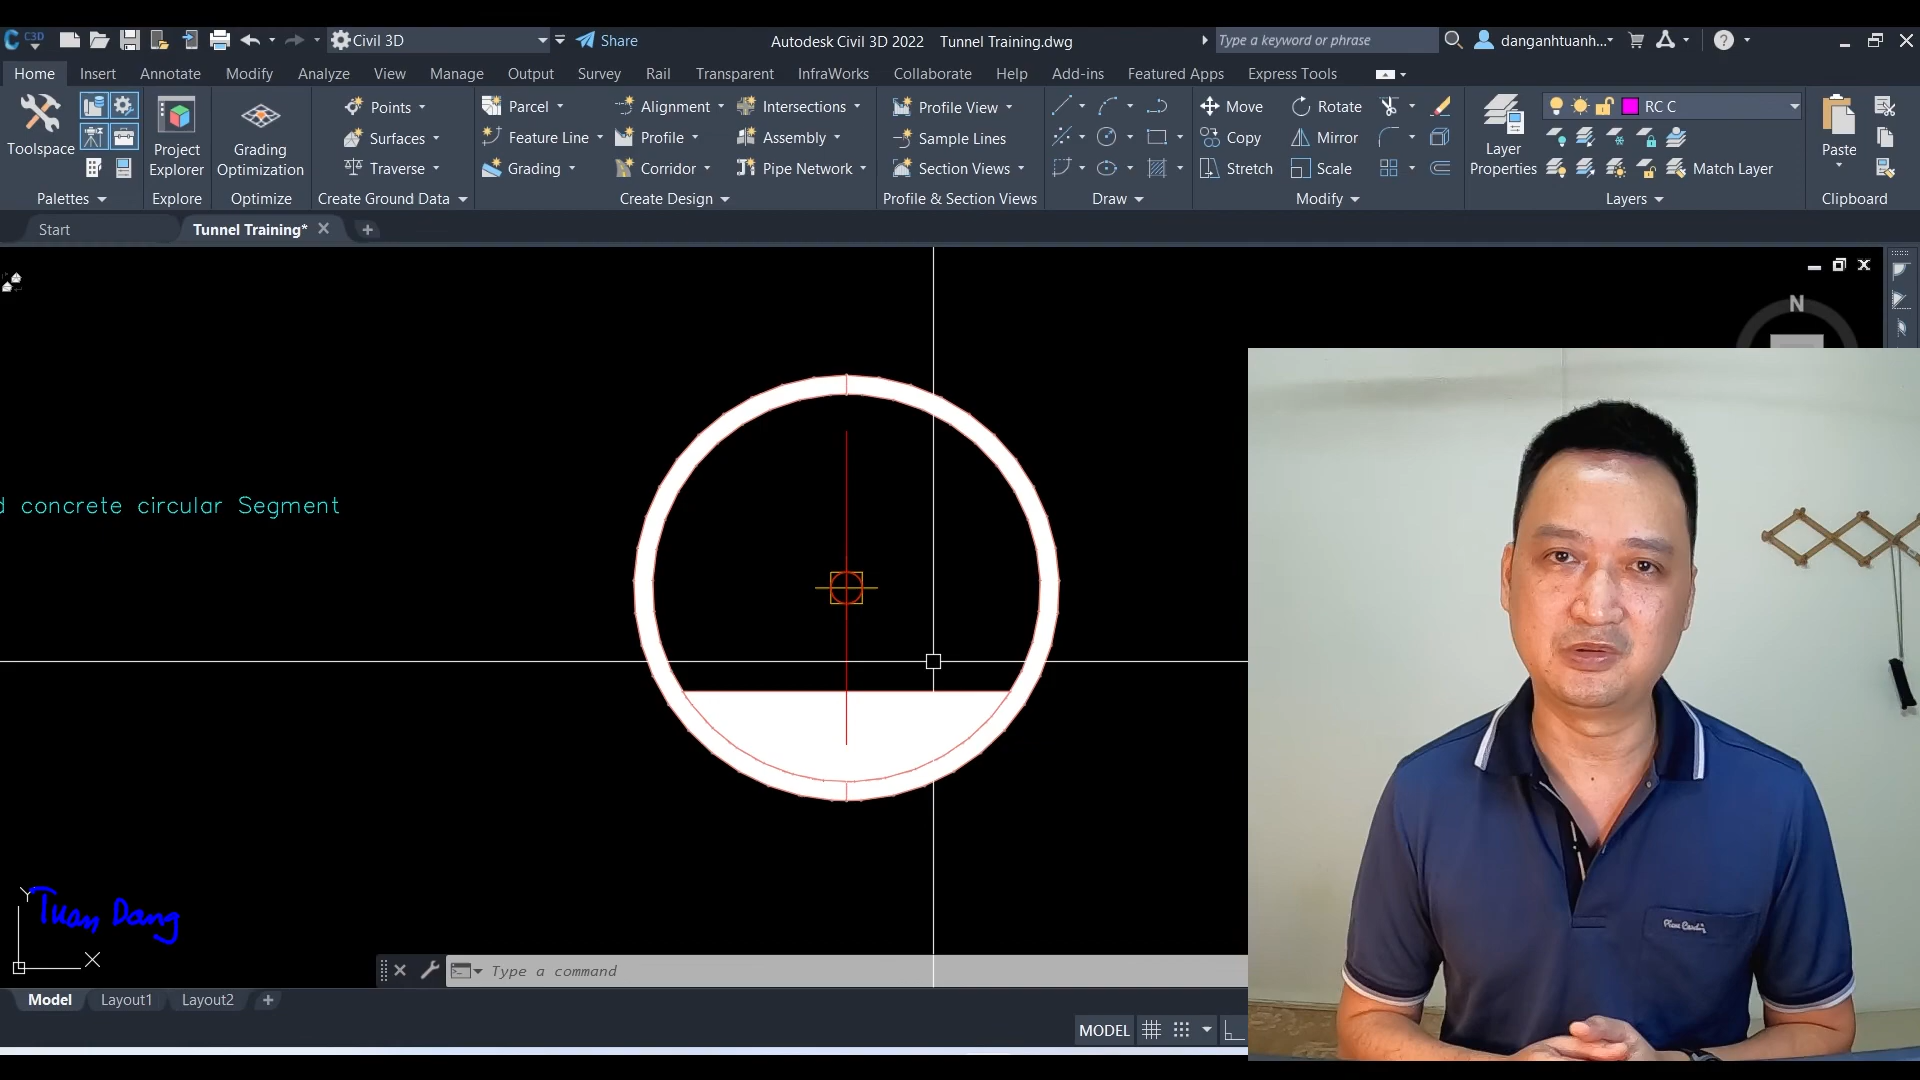 C3D
Civil 3D
Share
Autodesk Civil 3D 2022 Tunnel Training.dwg
Type a keyword or phrase
danganhtuanh...
Home Insert Annotate Modify Analyze View Manage Output Survey Rail Transparent InfraWorks Collaborate Help Add-ins Featured Apps Express Tools
Points Parcel Alignment Intersections Profile View Move Rotate RC C
Surfaces Feature Line Profile Assembly Sample Lines Copy Mirror
Toolspace Project Explorer Grading Optimization
Traverse Grading Corridor Pipe Network Section Views Stretch Scale
Layer Properties Match Layer Paste
Palettes Explore Optimize Create Ground Data Create Design Profile & Section Views Draw Modify Layers Clipboard
Start Tunnel Training*
N
d concrete circular Segment
Y
Tuan Dang
X
Type a command
Model Layout1 Layout2
MODEL
Pierre Cardin